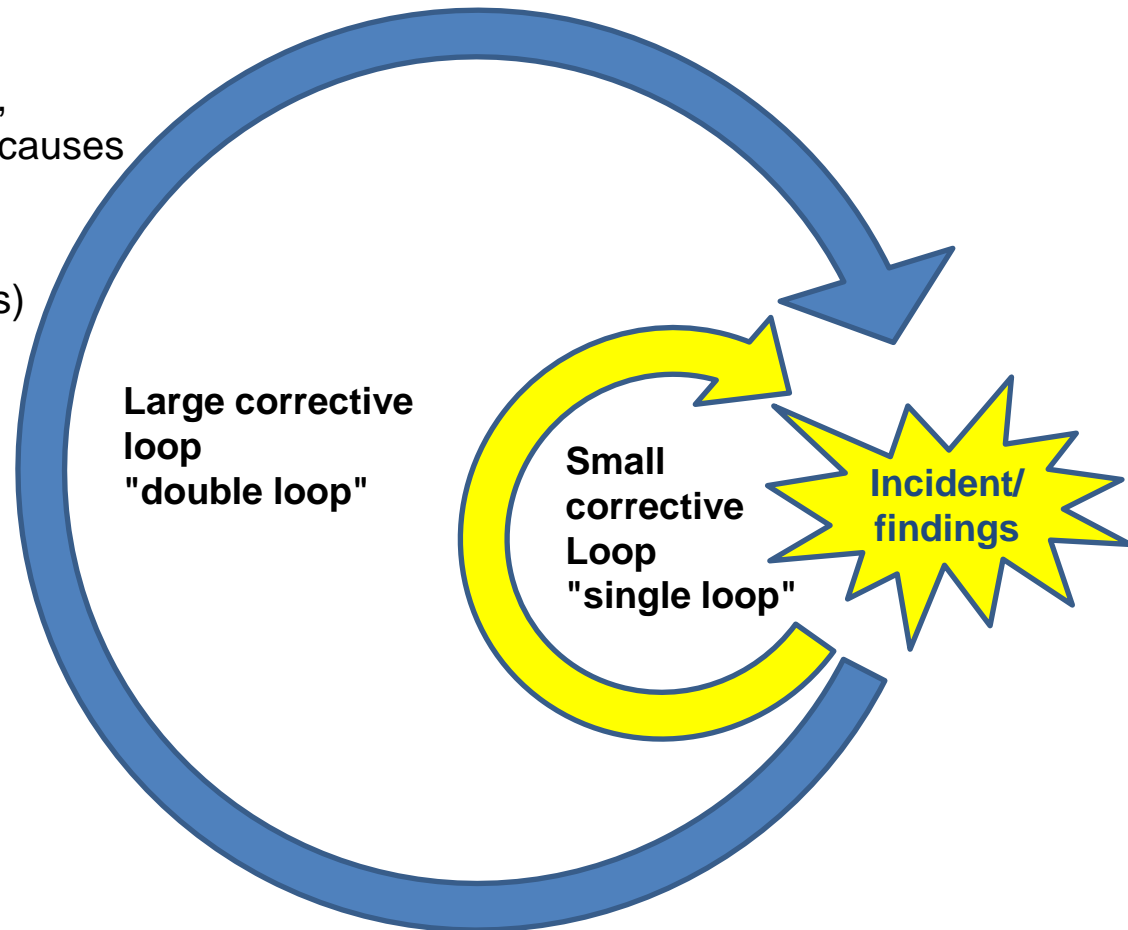 ,
causes
s)
Large corrective
loop
"double loop"
Small
corrective
Loop
"single loop"
Incident/
findings